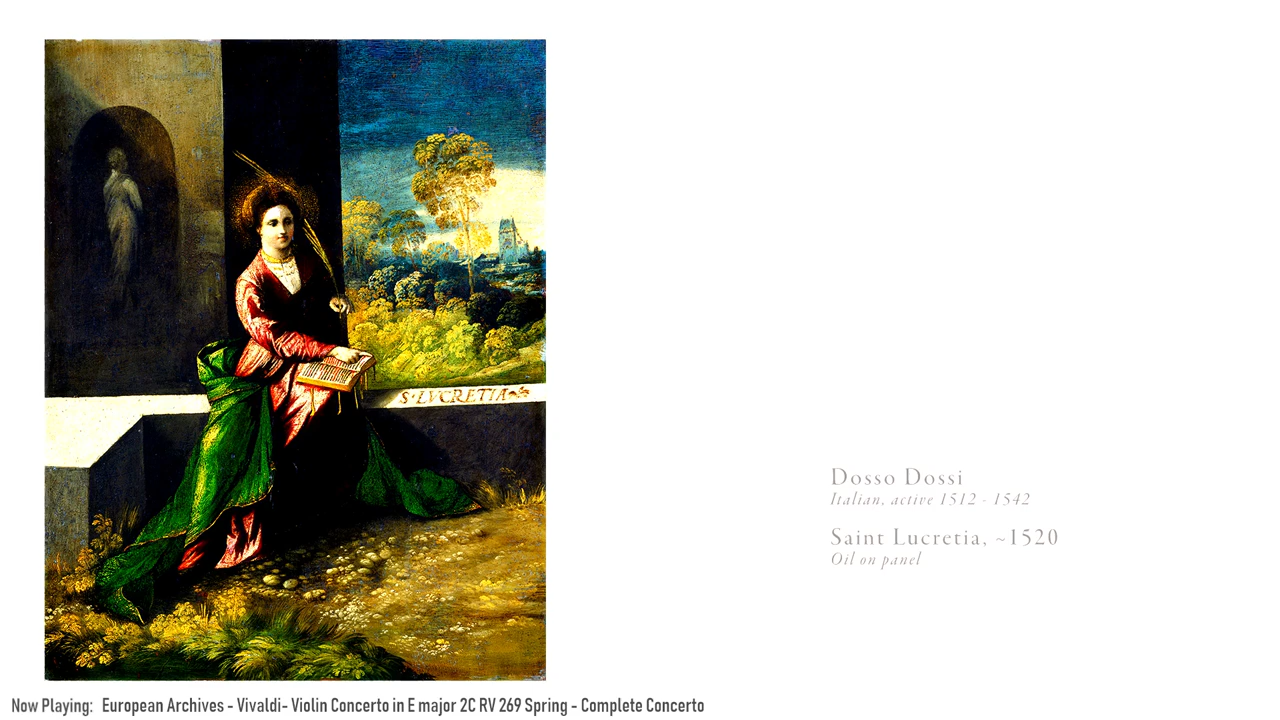 S·LVCRETIA
Dosso Dossi
Italian, active 1512 - 1542
Saint Lucretia, ~1520
Oil on panel
Now Playing: European Archives - Vivaldi- Violin Concerto in E major 2C RV 269 Spring - Complete Concerto